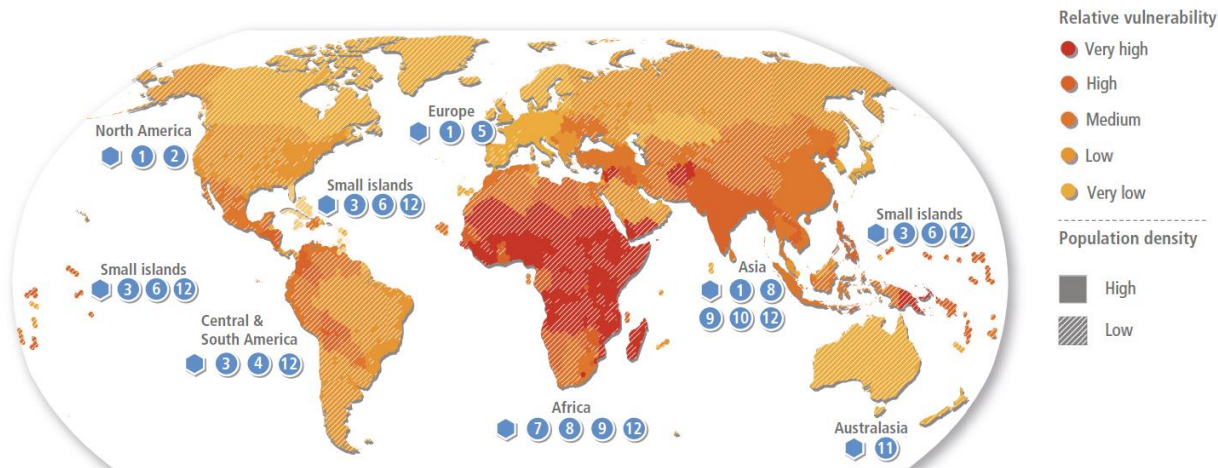 Relative vulnerability
Very high
High
Medium
Low
Very low
Population density
High
Low
North America
1 2
Europe
1 5
Small islands
3 6 12
Small islands
3 6 12
Small islands
3 6 12
Asia
1 8
9 10 12
Central &
South America
3 4 12
Africa
7 8 9 12
Australasia
11